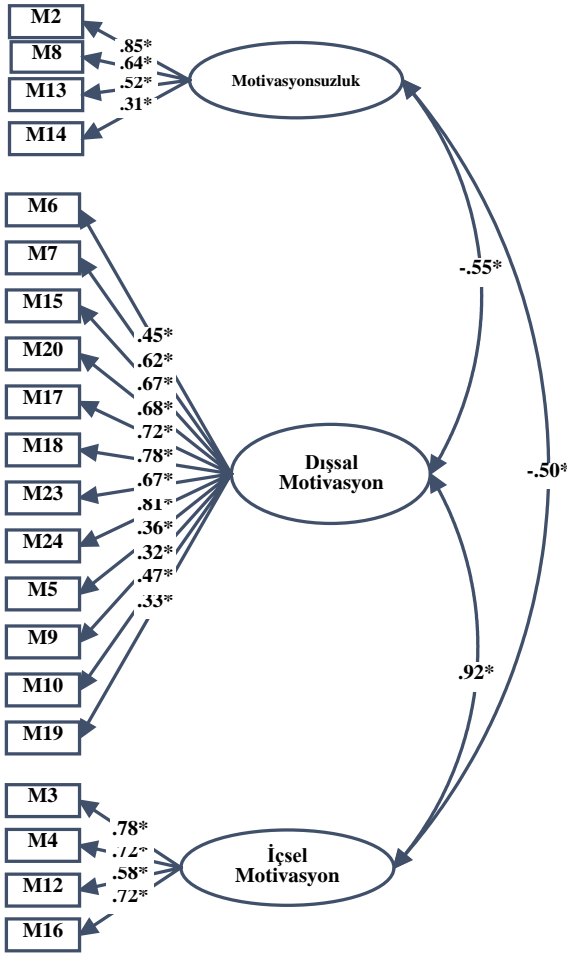 M2
M8
M13
M14
.85*
.64*
.52*
.31*
Motivasyonsuzluk
M6
M7
M15
M20
M17
M18
M23
M24
M5
M9
M10
M19
.45*
.62*
.67*
.68*
.72*
.78*
.67*
.81*
.36*
.32*
.47*
.33*
Dışsal
Motivasyon
-.55*
-.50*
.92*
M3
M4
M12
M16
.78*
.72*
.58*
.72*
İçsel
Motivasyon